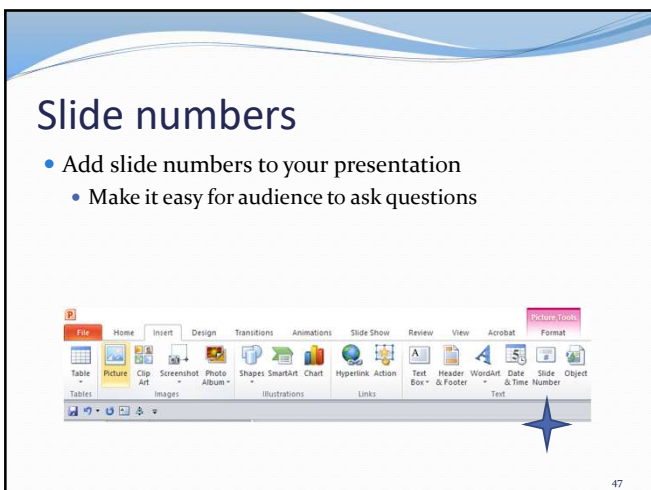 Slide numbers
• Add slide numbers to your presentation
• Make it easy for audience to ask questions
P
Picture Tools
File Home Insert Design Transitions Animations Slide Show Review View Acrobat Format
Table Picture Clip Art Screenshot Photo Album Shapes SmartArt Chart Hyperlink Action Text Box Header & Footer WordArt Date & Time Slide Number Object
Tables Images Illustrations Links Text
47